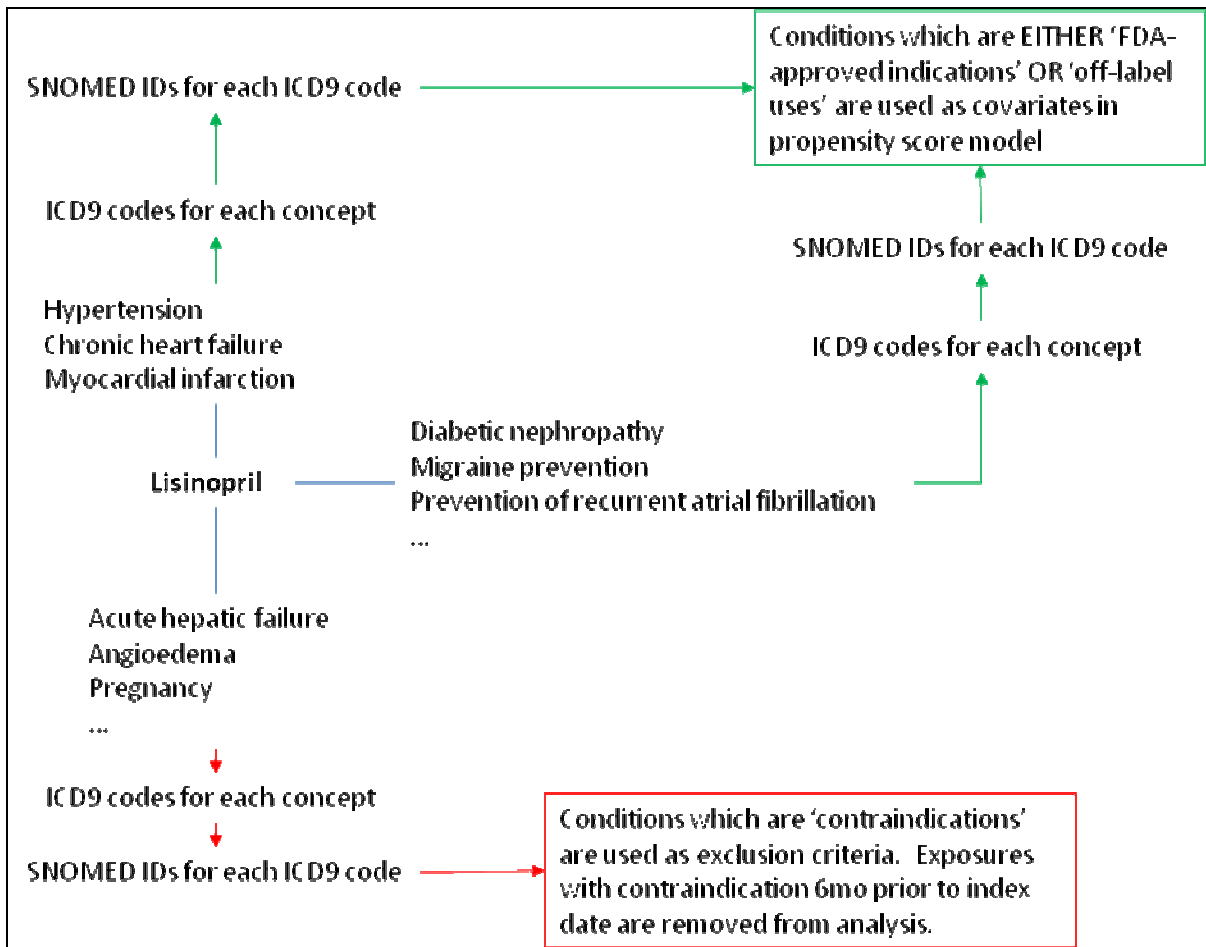 Conditions which are EITHER ‘FDA-
approved indications’ OR ‘off-label
uses’ are used as covariates in
propensity score model
SNOMED IDs for each ICD9 code
ICD9 codes for each concept
SNOMED IDs for each ICD9 code
ICD9 codes for each concept
Hypertension
Chronic heart failure
Myocardial infarction
Lisinopril
Diabetic nephropathy
Migraine prevention
Prevention of recurrent atrial fibrillation
...
Acute hepatic failure
Angioedema
Pregnancy
...
ICD9 codes for each concept
SNOMED IDs for each ICD9 code
Conditions which are ‘contraindications’
are used as exclusion criteria.  Exposures
with contraindication 6mo prior to index
date are removed from analysis.